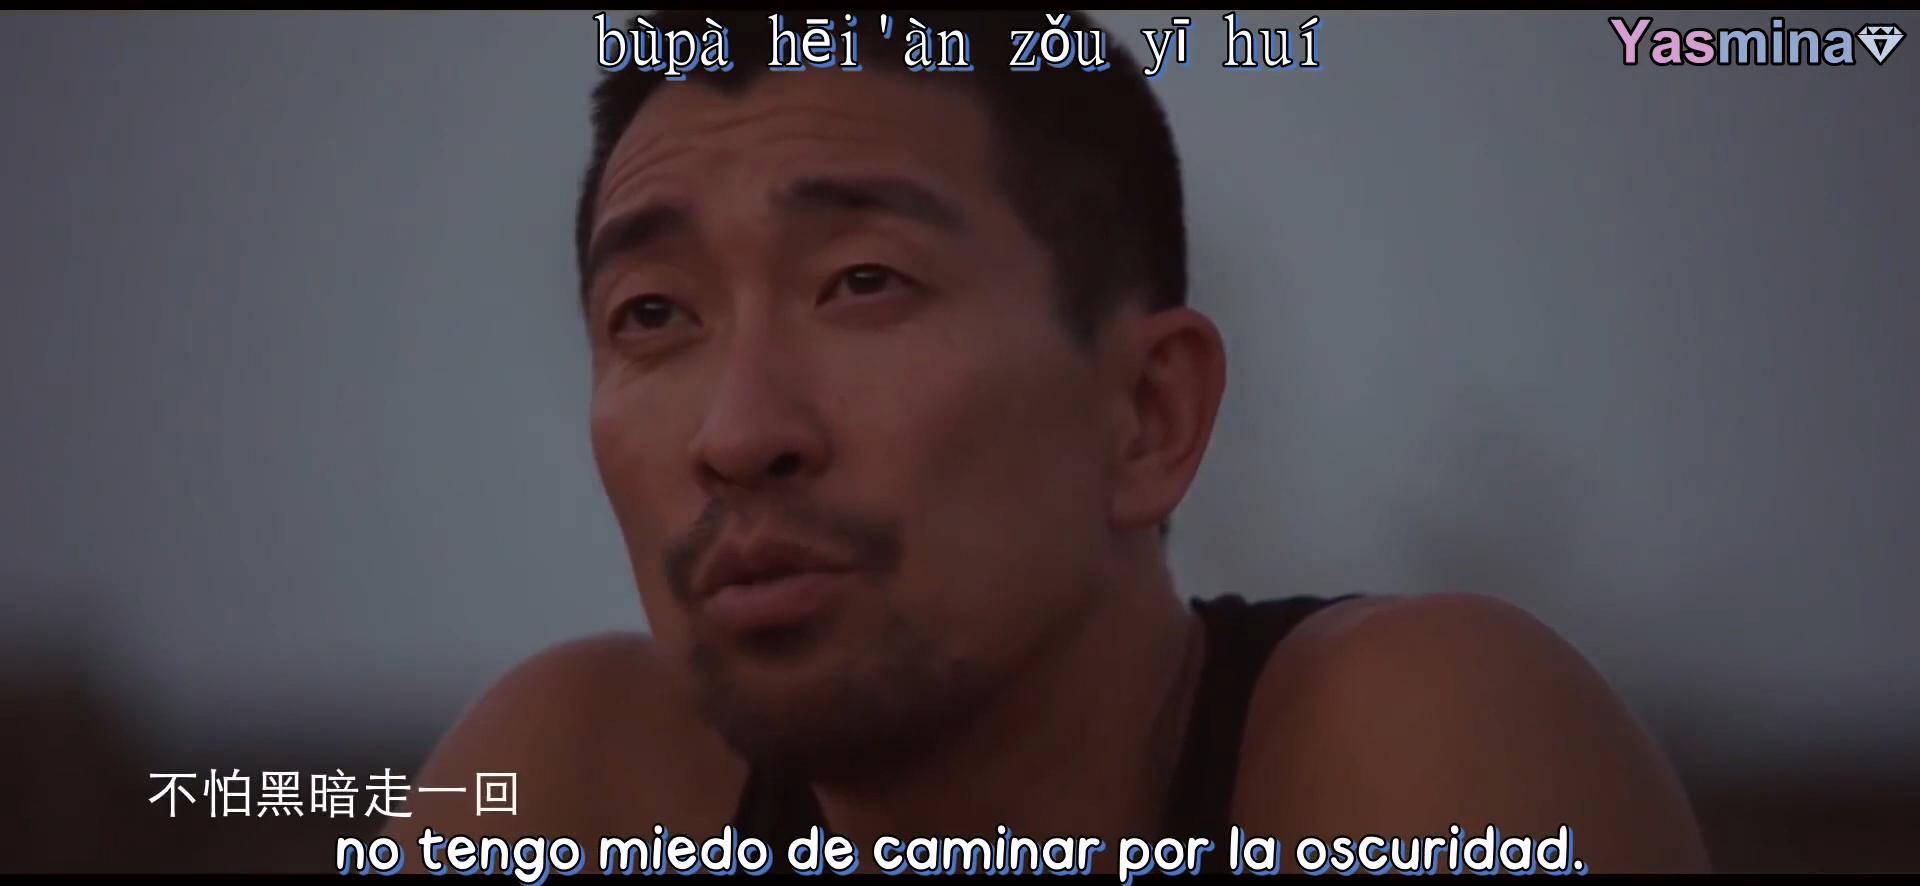 bùpà hēi'àn zǒu yī huí
Yasmina
不怕黑暗走一回
no tengo miedo de caminar por la oscuridad.